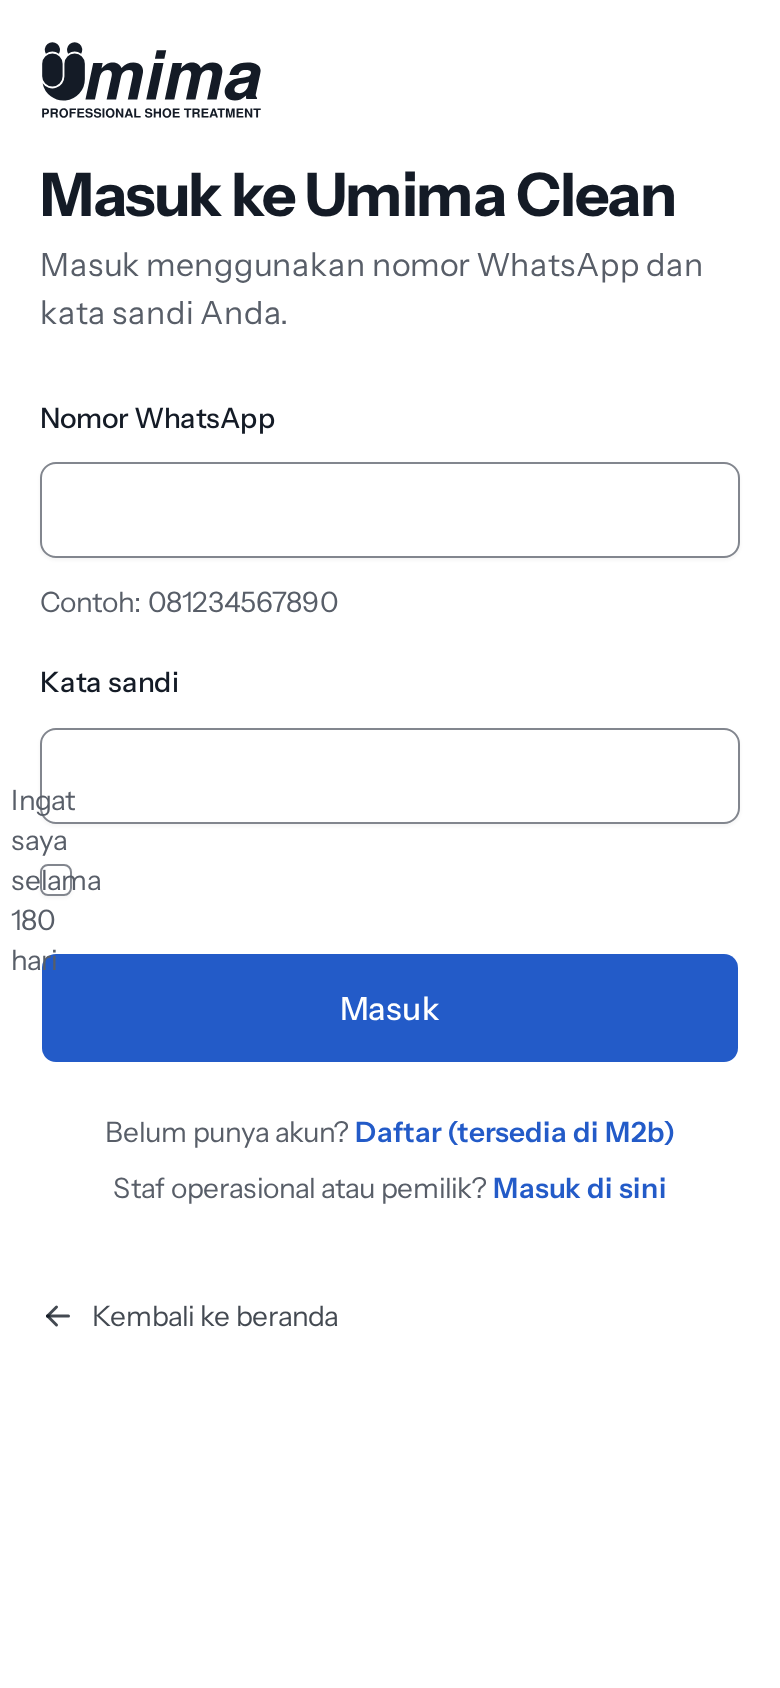 Ümima
PROFESSIONAL SHOE TREATMENT
Masuk ke Umima Clean
Masuk menggunakan nomor WhatsApp dan
kata sandi Anda.
Nomor WhatsApp
Contoh: 081234567890
Kata sandi
Ingat
saya
selama
180
hari
Masuk
Belum punya akun? Daftar (tersedia di M2b)
Staf operasional atau pemilik? Masuk di sini
Kembali ke beranda